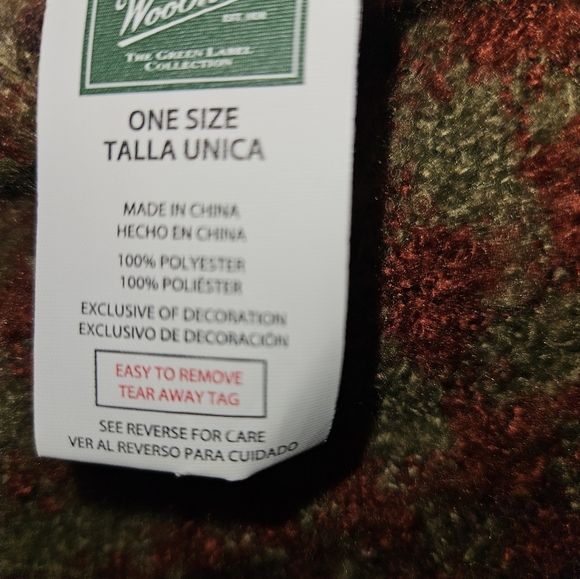 EST. 1830
THE GREEN LABEL
COLLECTION
ONE SIZE
TALLA UNICA
MADE IN CHINA
HECHO EN CHINA
100% POLYESTER
100% POLIÉSTER
EXCLUSIVE OF DECORATION
EXCLUSIVO DE DECORACIÓN
EASY TO REMOVE
TEAR AWAY TAG
SEE REVERSE FOR CARE
VER AL REVERSO PARA CUIDADO